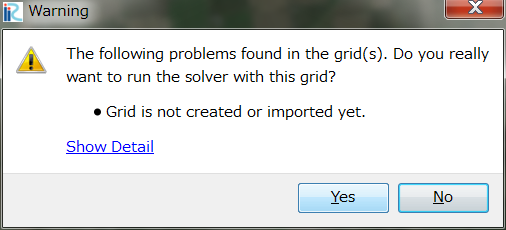 Warning
The following problems found in the grid(s). Do you really
want to run the solver with this grid?
● Grid is not created or imported yet.
Show Detail
Yes No